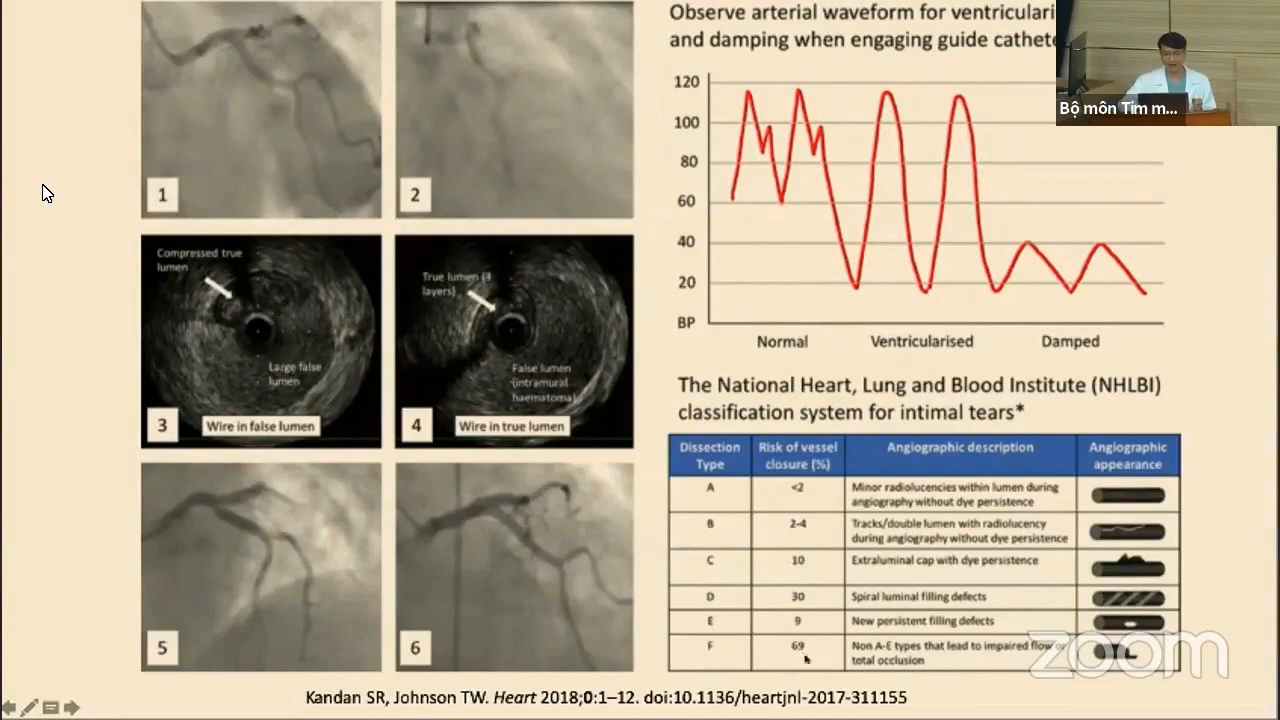 Observe arterial waveform for ventriculari
and damping when engaging guide cathete
Bộ môn Tim m...
1
2
Compressed true
lumen
Large false
lumen
3
Wire in false lumen
True lumen (3
layers)
False lumen
(intramural
haematoma)
4
Wire in true lumen
5
6
120
100
80
60
40
20
BP
Normal
Ventricularised
Damped
The National Heart, Lung and Blood Institute (NHLBI)
classification system for intimal tears*
Dissection
Type
Risk of vessel
closure (%)
Angiographic description
Angiographic
appearance
A
<2
Minor radiolucencies within lumen during
angiography without dye persistence
B
2-4
Tracks/double lumen with radiolucency
during angiography without dye persistence
C
10
Extraluminal cap with dye persistence
D
30
Spiral luminal filling defects
E
9
New persistent filling defects
F
69
Non A-E types that lead to impaired flow or
total occlusion
zoom
Kandan SR, Johnson TW. Heart 2018;0:1–12. doi:10.1136/heartjnl-2017-311155